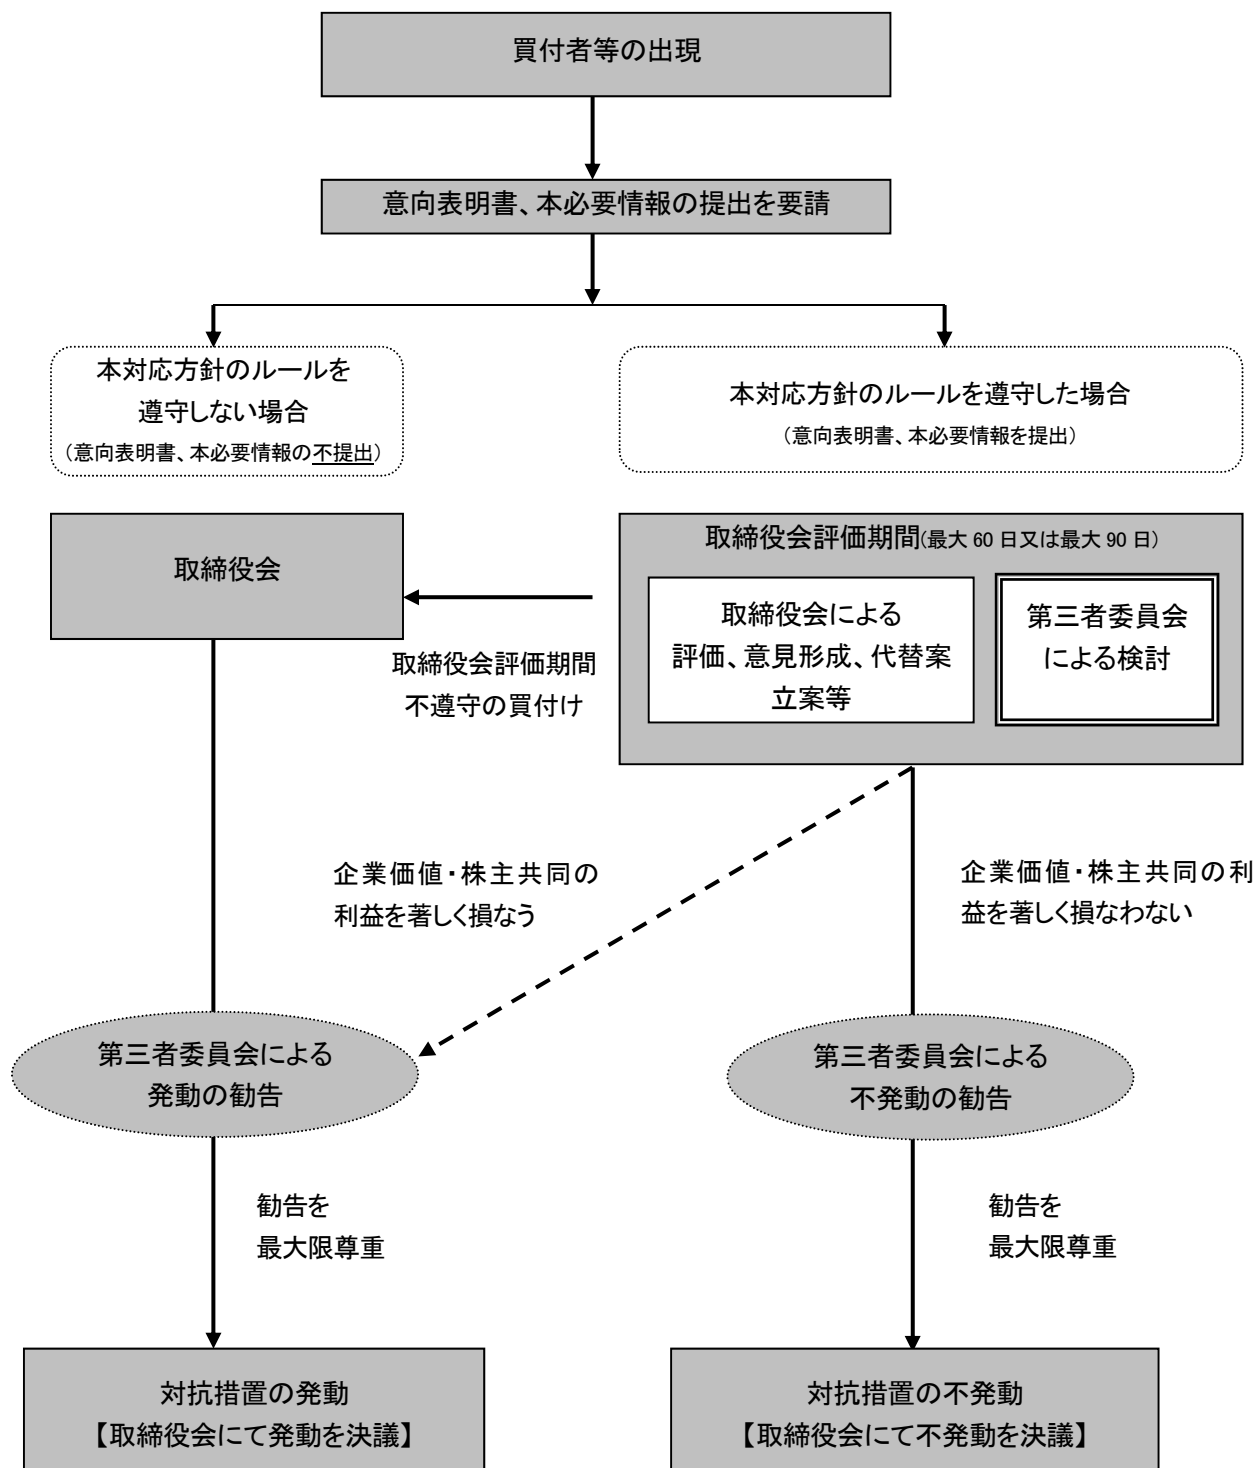 買付者等の出現
意向表明書、本必要情報の提出を要請
本対応方針のルールを
遵守しない場合
（意向表明書、本必要情報の不提出）
本対応方針のルールを遵守した場合
（意向表明書、本必要情報を提出）
取締役会
取締役会評価期間(最大 60 日又は最大 90 日)
取締役会による
評価、意見形成、代替案
立案等
第三者委員会
による検討
取締役会評価期間
不遵守の買付け
企業価値・株主共同の
利益を著しく損なう
企業価値・株主共同の利
益を著しく損なわない
第三者委員会による
発動の勧告
第三者委員会による
不発動の勧告
勧告を
最大限尊重
勧告を
最大限尊重
対抗措置の発動
【取締役会にて発動を決議】
対抗措置の不発動
【取締役会にて不発動を決議】